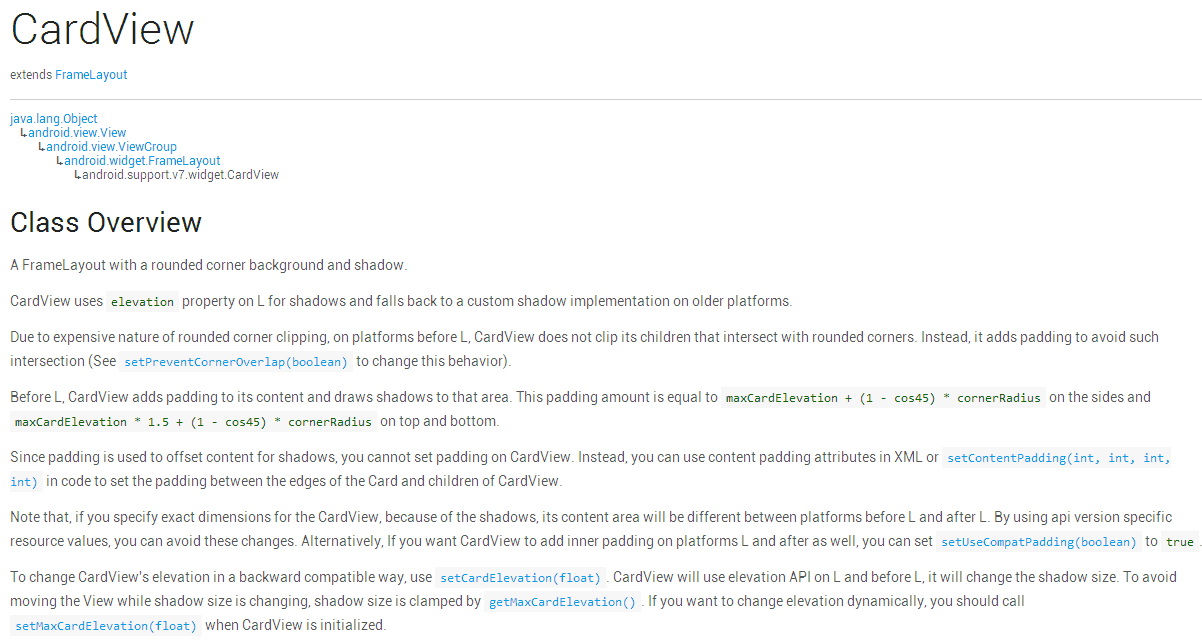 CardView
extends FrameLayout
java.lang.Object
↳android.view.View
↳android.view.ViewGroup
↳android.widget.FrameLayout
↳android.support.v7.widget.CardView
Class Overview
A FrameLayout with a rounded corner background and shadow.
CardView uses elevation property on L for shadows and falls back to a custom shadow implementation on older platforms.
Due to expensive nature of rounded corner clipping, on platforms before L, CardView does not clip its children that intersect with rounded corners. Instead, it adds padding to avoid such
intersection (See setPreventCornerOverlap(boolean) to change this behavior).
Before L, CardView adds padding to its content and draws shadows to that area. This padding amount is equal to maxCardElevation + (1 - cos45) * cornerRadius on the sides and
maxCardElevation * 1.5 + (1 - cos45) * cornerRadius on top and bottom.
Since padding is used to offset content for shadows, you cannot set padding on CardView. Instead, you can use content padding attributes in XML or setContentPadding(int, int, int,
int) in code to set the padding between the edges of the Card and children of CardView.
Note that, if you specify exact dimensions for the CardView, because of the shadows, its content area will be different between platforms before L and after L. By using api version specific
resource values, you can avoid these changes. Alternatively, If you want CardView to add inner padding on platforms L and after as well, you can set setUseCompatPadding(boolean) to true .
To change CardView's elevation in a backward compatible way, use setCardElevation(float) . CardView will use elevation API on L and before L, it will change the shadow size. To avoid
moving the View while shadow size is changing, shadow size is clamped by getMaxCardElevation() . If you want to change elevation dynamically, you should call
setMaxCardElevation(float) when CardView is initialized.